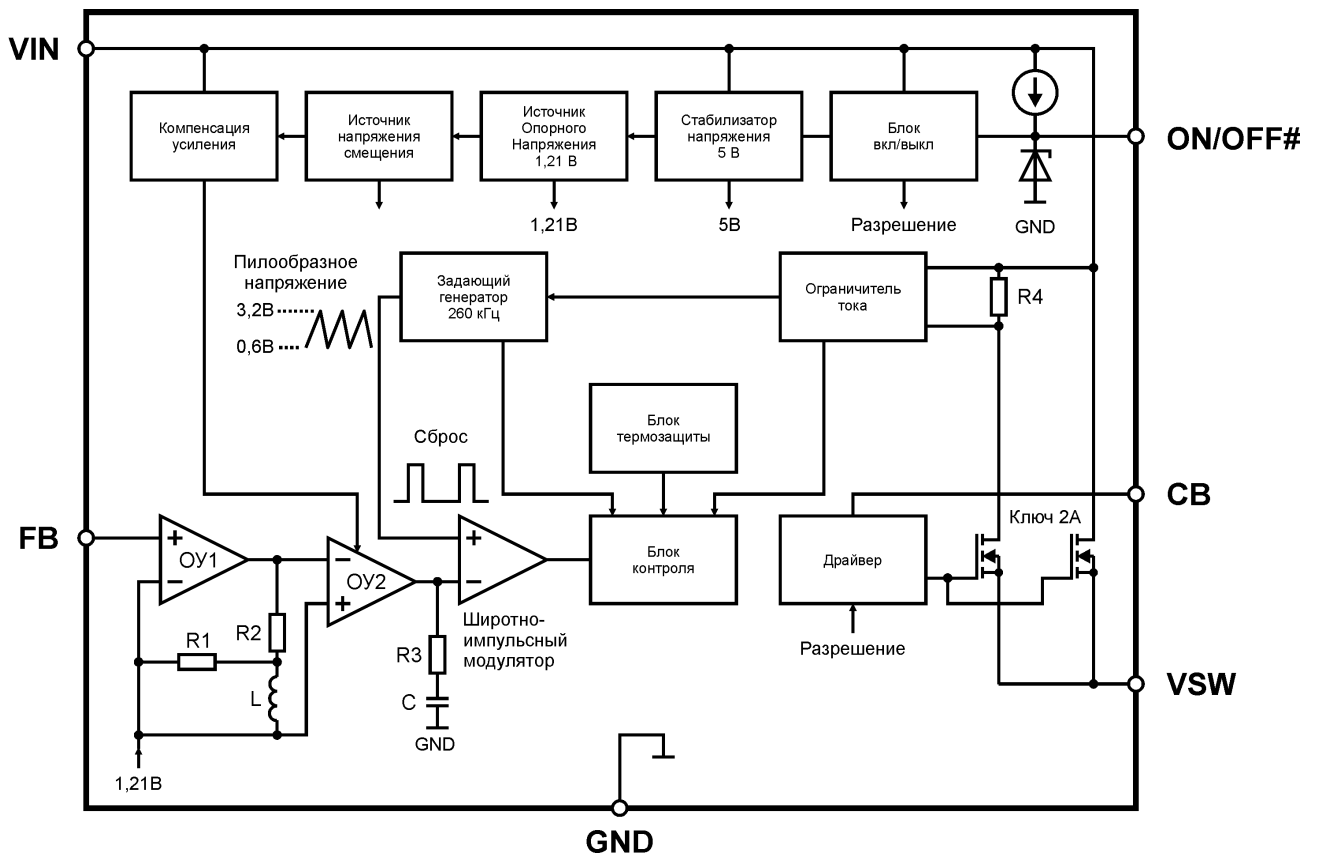 VIN
Компенсация
усиления
Источник
напряжения
смещения
Источник
Опорного
Напряжения
1,21 В
Стабилизатор
напряжения
5 В
Блок
вкл/выкл
ON/OFF#
1,21В
5В
Разрешение
GND
Пилообразное
напряжение
3,2В
0,6В
Задающий
генератор
260 кГц
Ограничитель
тока
R4
Блок
термозащиты
Сброс
CB
Ключ 2А
FB
+
−
ОУ1
−
+
ОУ2
+
−
Блок
контроля
Драйвер
Широтно-
импульсный
модулятор
Разрешение
R1
R2
R3
L
C
GND
VSW
1,21В
GND